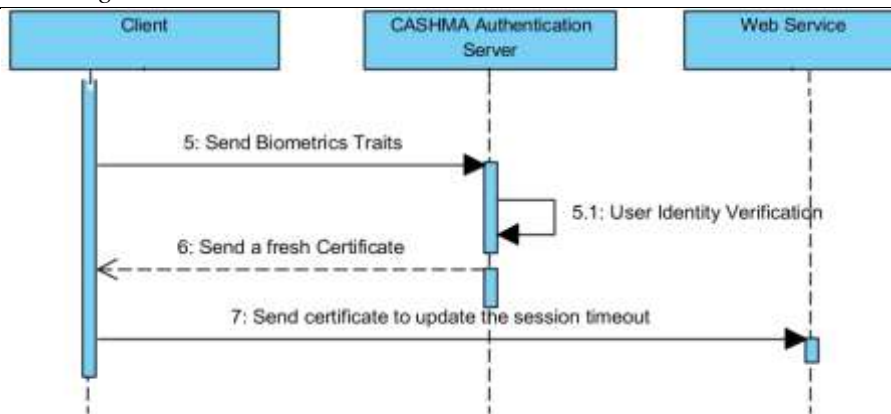 Client
CASHMA Authentication
Server
Web Service
5: Send Biometrics Traits
5.1: User Identity Verification
6: Send a fresh Certificate
7: Send certificate to update the session timeout